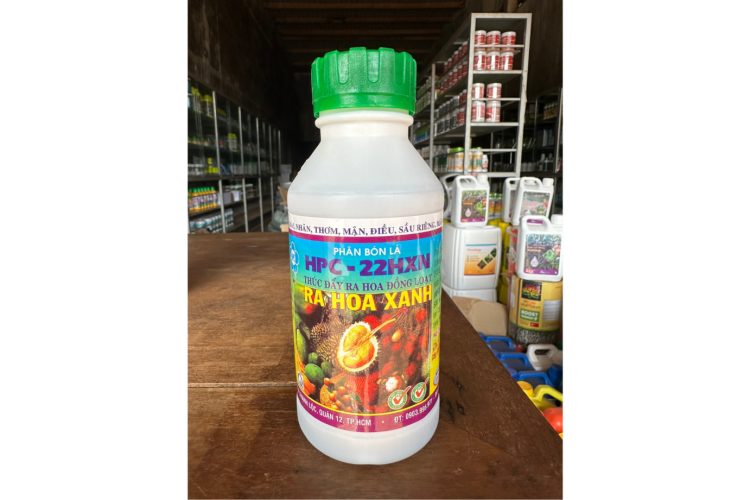 NHÃN, THƠM, MẬN, ĐIỀU, SẦU RIÊNG,
PHÂN BÓN LÁ
HPC - 22HXN
THÚC ĐẨY RA HOA ĐỒNG LOẠT
RA HOA XANH
LỘC, QUẬN 12, TP.HCM • ĐT: 0903.
BOOST